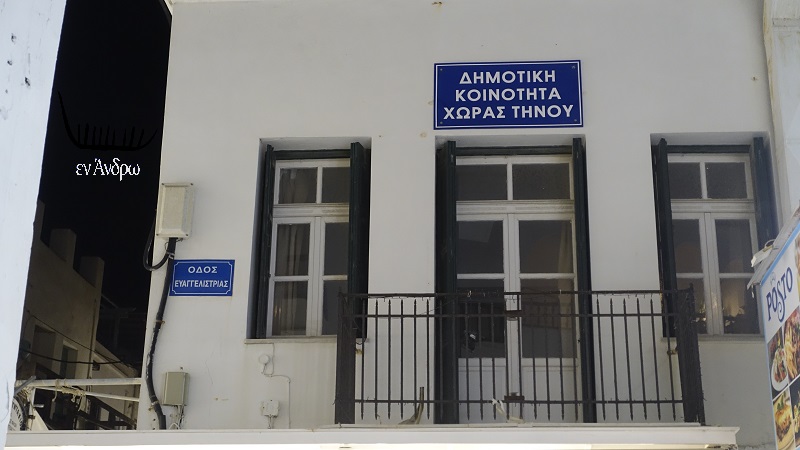 ΔΗΜΟΤΙΚΗ
ΚΟΙΝΟΤΗΤΑ
ΧΩΡΑΣ ΤΗΝΟΥ
εν Άνδρω
ΟΔΟΣ
ΕΥΑΓΓΕΛΙΣΤΡΙΑΣ
POSTO